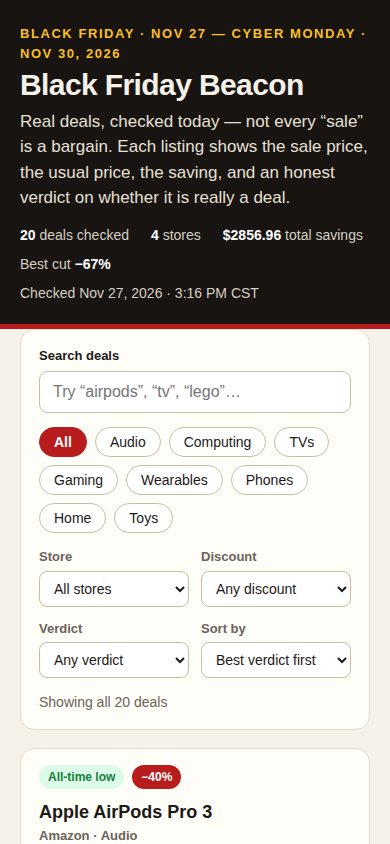 BLACK FRIDAY · NOV 27 — CYBER MONDAY ·
NOV 30, 2026
Black Friday Beacon
Real deals, checked today — not every “sale”
is a bargain. Each listing shows the sale price,
the usual price, the saving, and an honest
verdict on whether it is really a deal.
20 deals checked 4 stores $2856.96 total savings
Best cut −67%
Checked Nov 27, 2026 · 3:16 PM CST
Search deals
Try “airpods”, “tv”, “lego”…
All Audio Computing TVs
Gaming Wearables Phones
Home Toys
Store Discount
All stores Any discount
Verdict Sort by
Any verdict Best verdict first
Showing all 20 deals
All-time low −40%
Apple AirPods Pro 3
Amazon · Audio